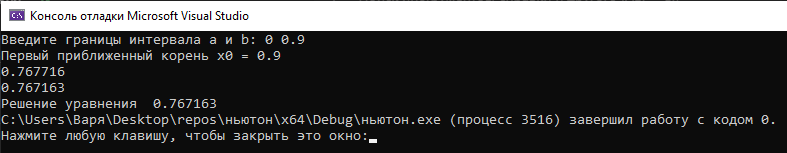 Консоль отладки Microsoft Visual Studio
Введите границы интервала a и b: 0 0.9
Первый приближенный корень x0 = 0.9
0.767716
0.767163
Решение уравнения  0.767163
C:\Users\Варя\Desktop\repos\ньютон\x64\Debug\ньютон.exe (процесс 3516) завершил работу с кодом 0.
Нажмите любую клавишу, чтобы закрыть это окно: